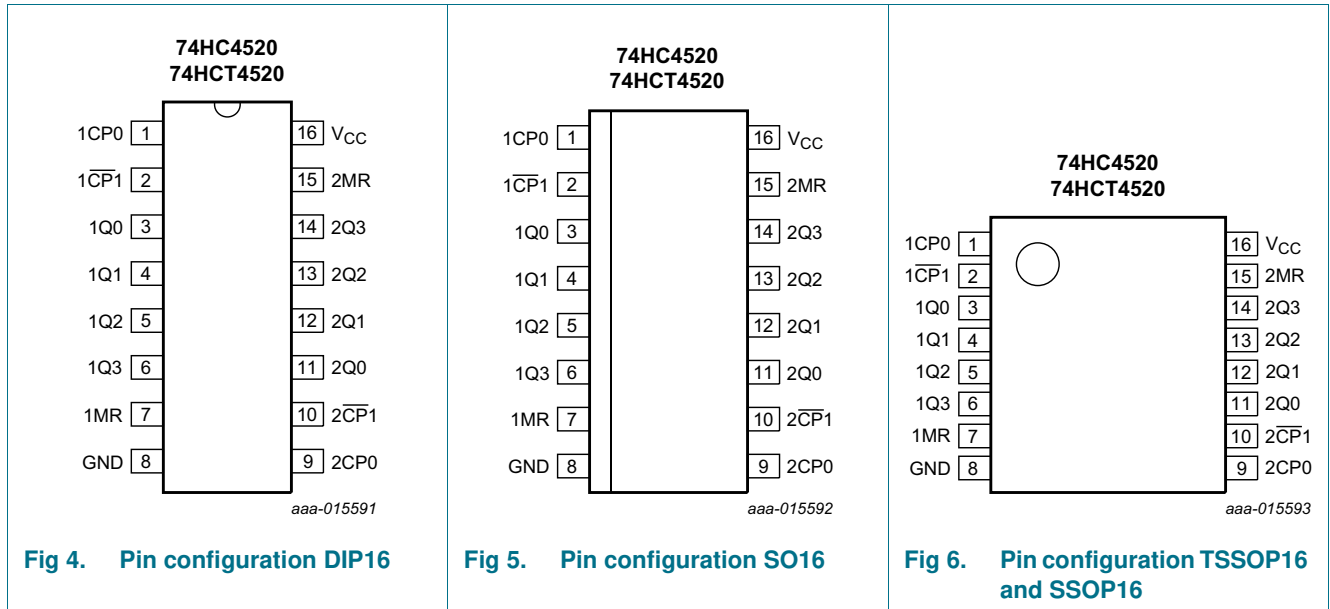 74HC4520
74HCT4520
1CP0 1
16 VCC
1CP1 2
15 2MR
1Q0 3
14 2Q3
1Q1 4
13 2Q2
1Q2 5
12 2Q1
1Q3 6
11 2Q0
1MR 7
10 2CP1
GND 8
9 2CP0
aaa-015591
Fig 4. Pin configuration DIP16
74HC4520
74HCT4520
1CP0 1
16 VCC
1CP1 2
15 2MR
1Q0 3
14 2Q3
1Q1 4
13 2Q2
1Q2 5
12 2Q1
1Q3 6
11 2Q0
1MR 7
10 2CP1
GND 8
9 2CP0
aaa-015592
Fig 5. Pin configuration SO16
74HC4520
74HCT4520
1CP0 1
16 VCC
1CP1 2
15 2MR
1Q0 3
14 2Q3
1Q1 4
13 2Q2
1Q2 5
12 2Q1
1Q3 6
11 2Q0
1MR 7
10 2CP1
GND 8
9 2CP0
aaa-015593
Fig 6. Pin configuration TSSOP16
and SSOP16